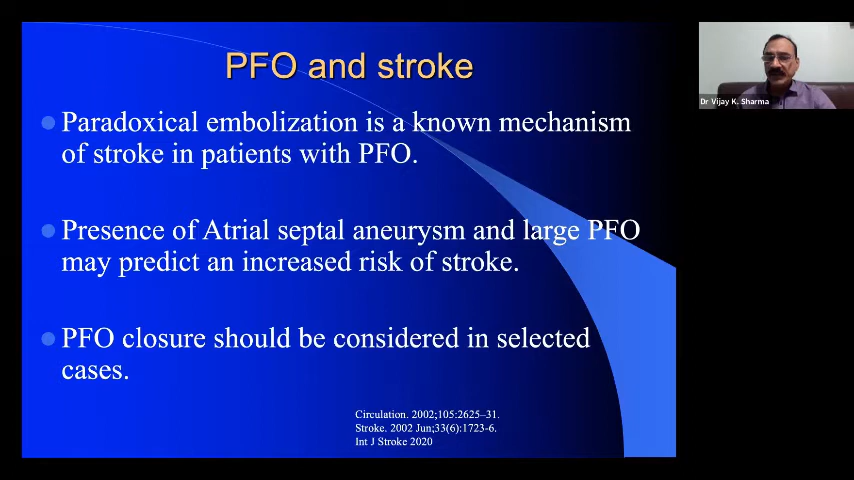 PFO and stroke
Paradoxical embolization is a known mechanism
of stroke in patients with PFO.
Presence of Atrial septal aneurysm and large PFO
may predict an increased risk of stroke.
PFO closure should be considered in selected
cases.
Circulation. 2002;105:2625–31.
Stroke. 2002 Jun;33(6):1723-6.
Int J Stroke 2020
Dr Vijay K. Sharma